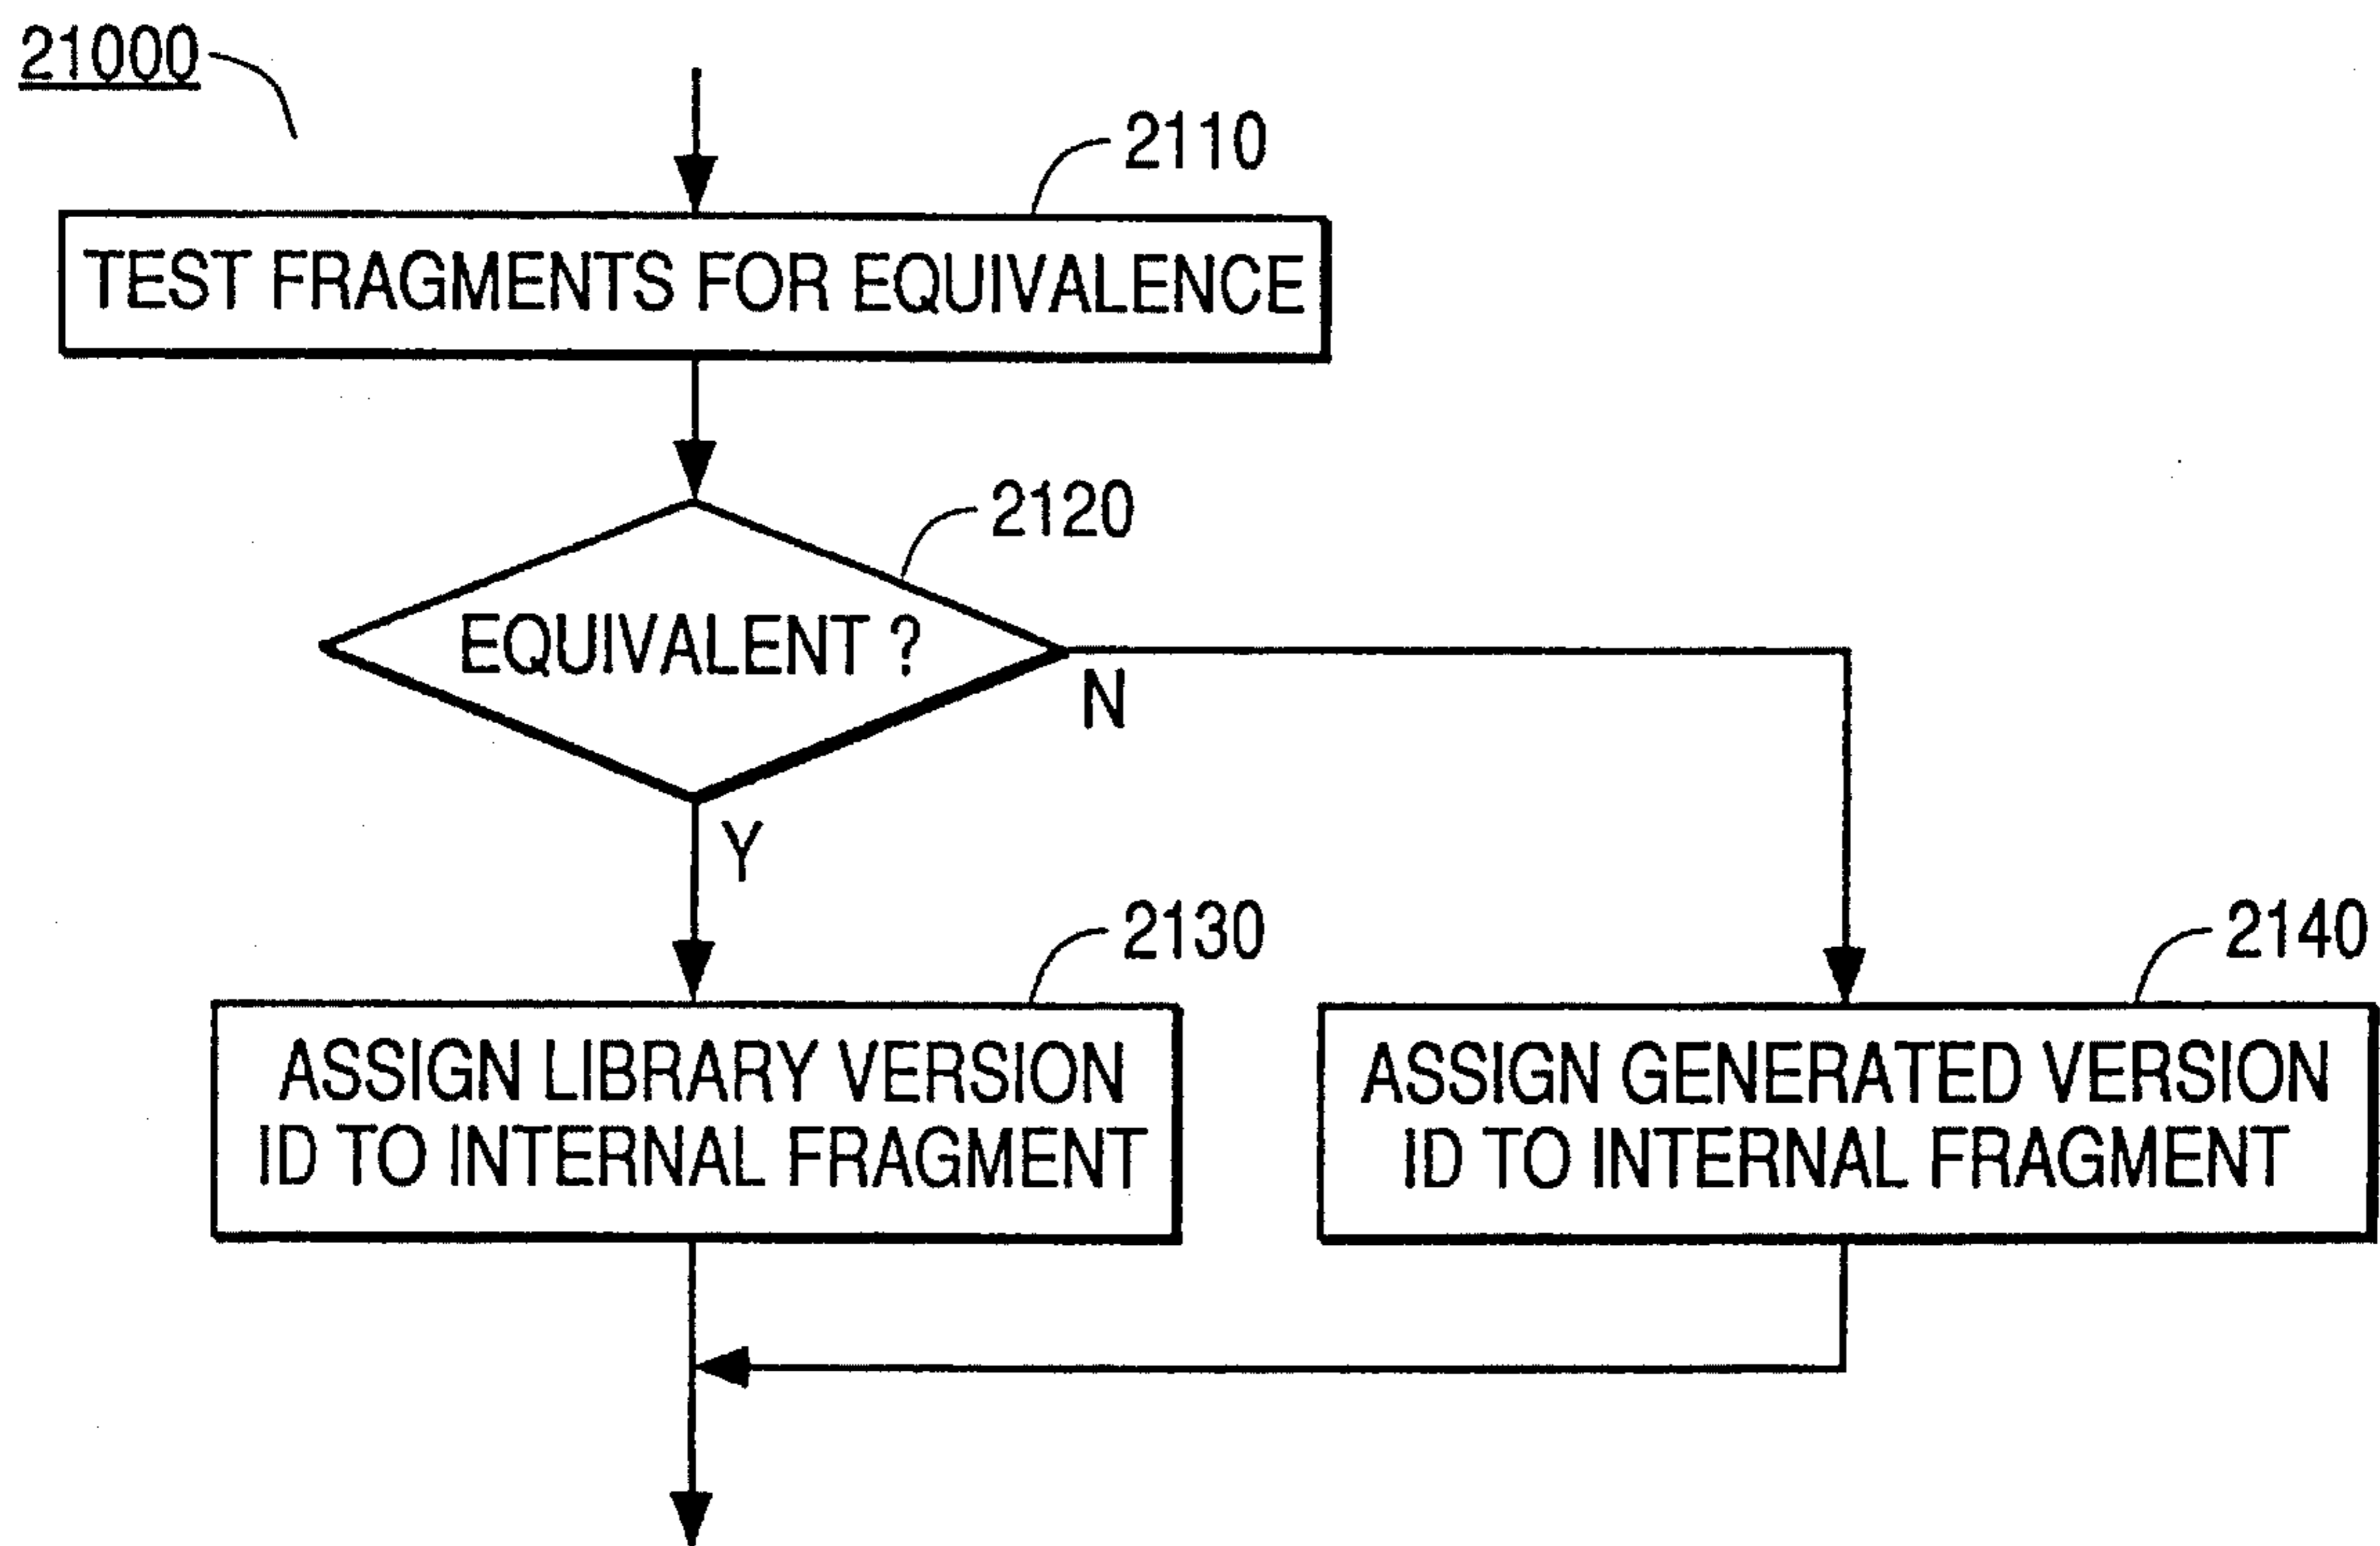 21000
2110
TEST FRAGMENTS FOR EQUIVALENCE
2120
EQUIVALENT ?
N
Y
2130
ASSIGN LIBRARY VERSION
ID TO INTERNAL FRAGMENT
2140
ASSIGN GENERATED VERSION
ID TO INTERNAL FRAGMENT